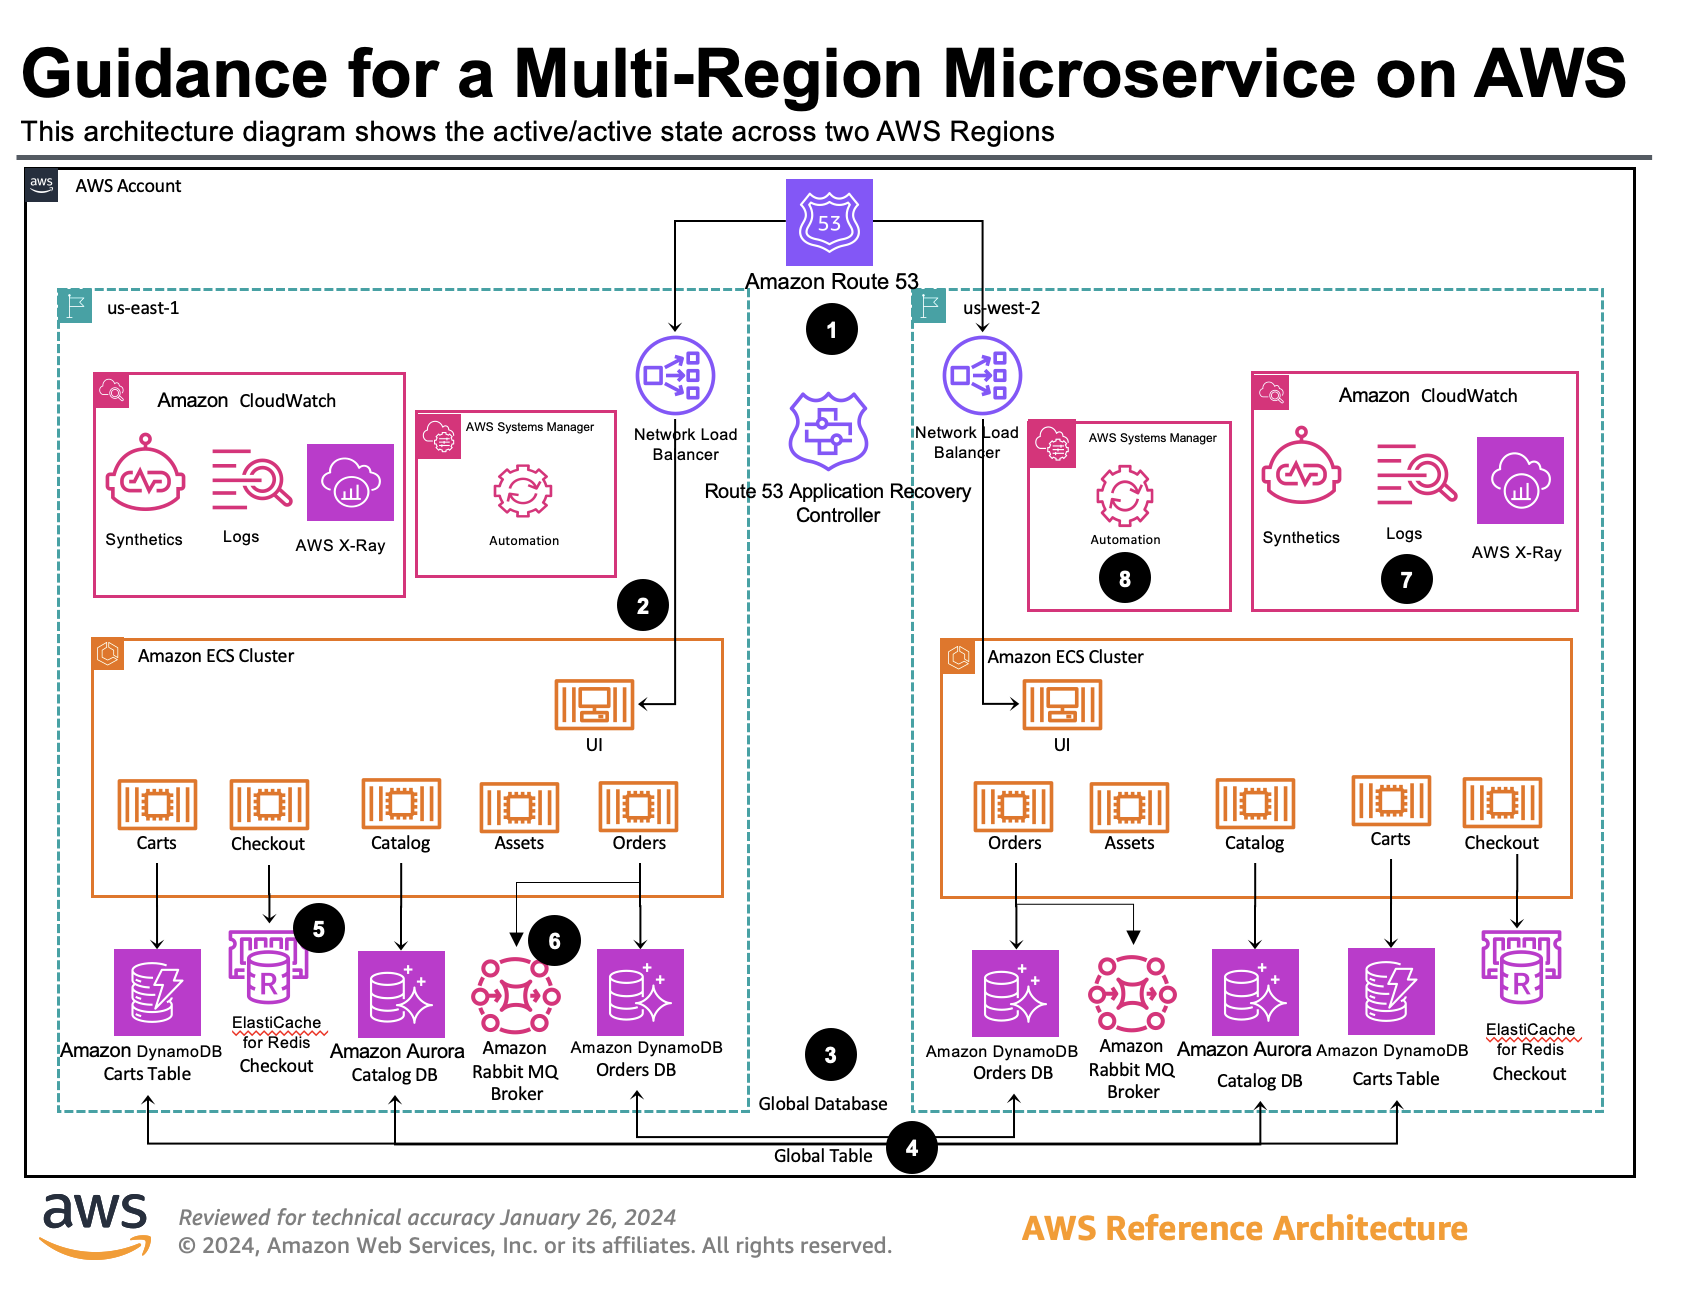 Guidance for a Multi-Region Microservice on AWS
This architecture diagram shows the active/active state across two AWS Regions
aws
AWS Account
53
Amazon Route 53
1
Route 53 Application Recovery
Controller
us-east-1
Network Load
Balancer
Amazon CloudWatch
Synthetics
Logs
AWS X-Ray
AWS Systems Manager
Automation
2
Amazon ECS Cluster
UI
Carts
Checkout
Catalog
Assets
Orders
5
6
R
Amazon DynamoDB
Carts Table
ElastiCache
for Redis
Checkout
Amazon Aurora
Catalog DB
Amazon
Rabbit MQ
Broker
Amazon DynamoDB
Orders DB
us-west-2
Network Load
Balancer
AWS Systems Manager
Automation
8
Amazon CloudWatch
Synthetics
Logs
AWS X-Ray
7
Amazon ECS Cluster
UI
Orders
Assets
Catalog
Carts
Checkout
R
Amazon DynamoDB
Orders DB
Amazon
Rabbit MQ
Broker
Amazon Aurora
Catalog DB
Amazon DynamoDB
Carts Table
ElastiCache
for Redis
Checkout
3
Global Database
4
Global Table
aws
Reviewed for technical accuracy January 26, 2024
© 2024, Amazon Web Services, Inc. or its affiliates. All rights reserved.
AWS Reference Architecture